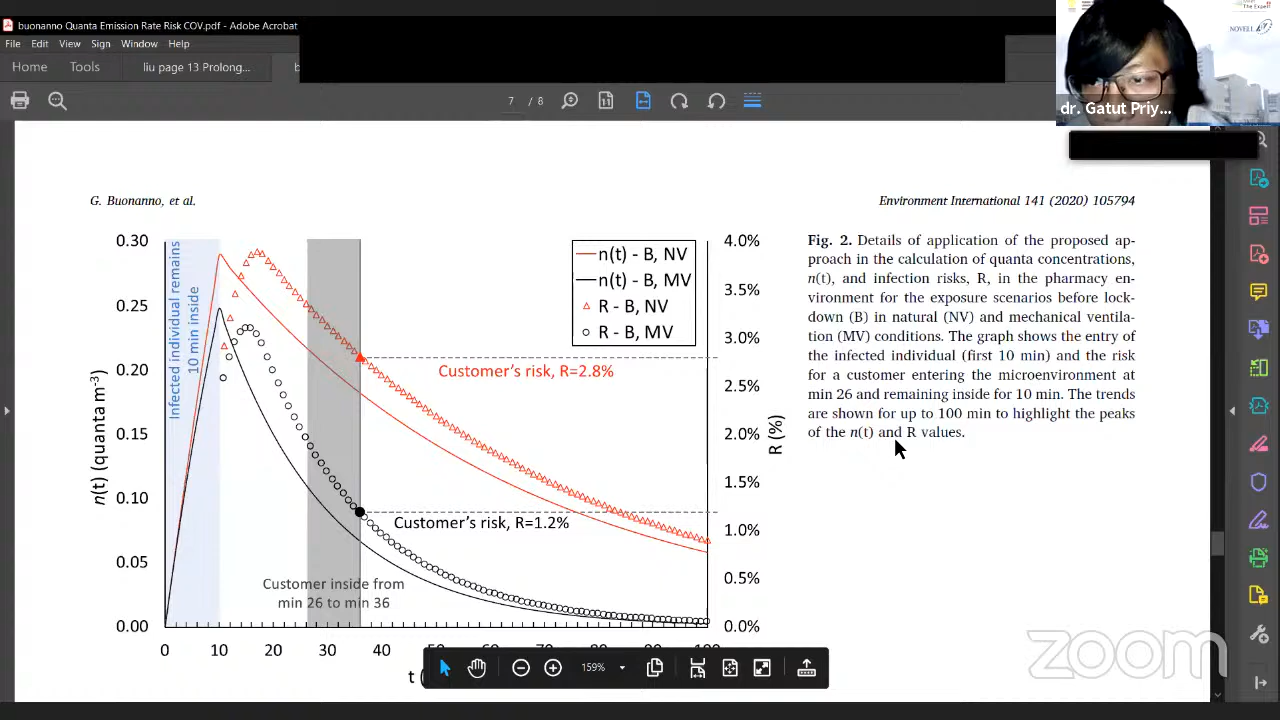 buonanno Quanta Emission Rate Risk COV.pdf - Adobe Acrobat
File Edit View Sign Window Help
Home Tools liu page 13 Prolong...
7 / 8
NOVELL
dr. Gatut Priy...
G. Buonanno, et al.
Environment International 141 (2020) 105794
0.30
0.25
0.20
0.15
0.10
0.05
0.00
n(t) (quanta m-3)
Infected individual remains
10 min inside
n(t) - B, NV
n(t) - B, MV
R - B, NV
R - B, MV
Customer's risk, R=2.8%
Customer's risk, R=1.2%
Customer inside from
min 26 to min 36
4.0%
3.5%
3.0%
2.5%
2.0%
1.5%
1.0%
0.5%
0.0%
R (%)
0 10 20 30 40
t (
Fig. 2. Details of application of the proposed ap-
proach in the calculation of quanta concentrations,
n(t), and infection risks, R, in the pharmacy en-
vironment for the exposure scenarios before lock-
down (B) in natural (NV) and mechanical ventila-
tion (MV) conditions. The graph shows the entry of
the infected individual (first 10 min) and the risk
for a customer entering the microenvironment at
min 26 and remaining inside for 10 min. The trends
are shown for up to 100 min to highlight the peaks
of the n(t) and R values.
159%
zoom